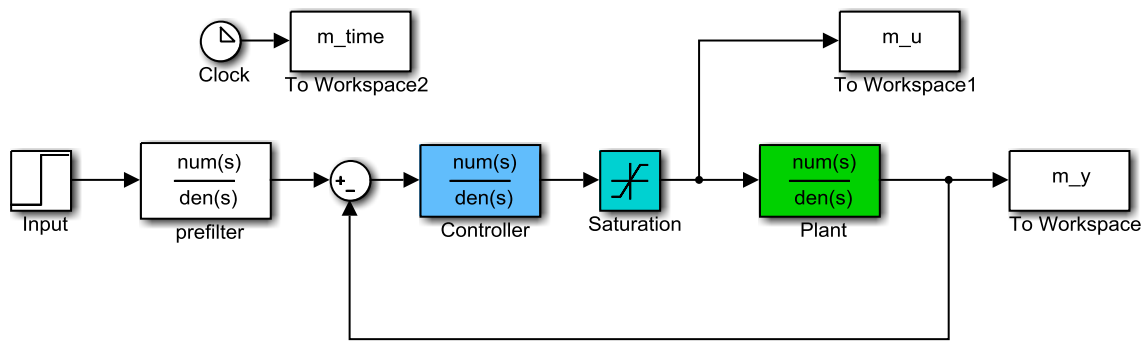 m_time
m_u
Clock
To Workspace2
To Workspace1
num(s)
den(s)
+
−
num(s)
den(s)
num(s)
den(s)
m_y
Input
prefilter
Controller
Saturation
Plant
To Workspace